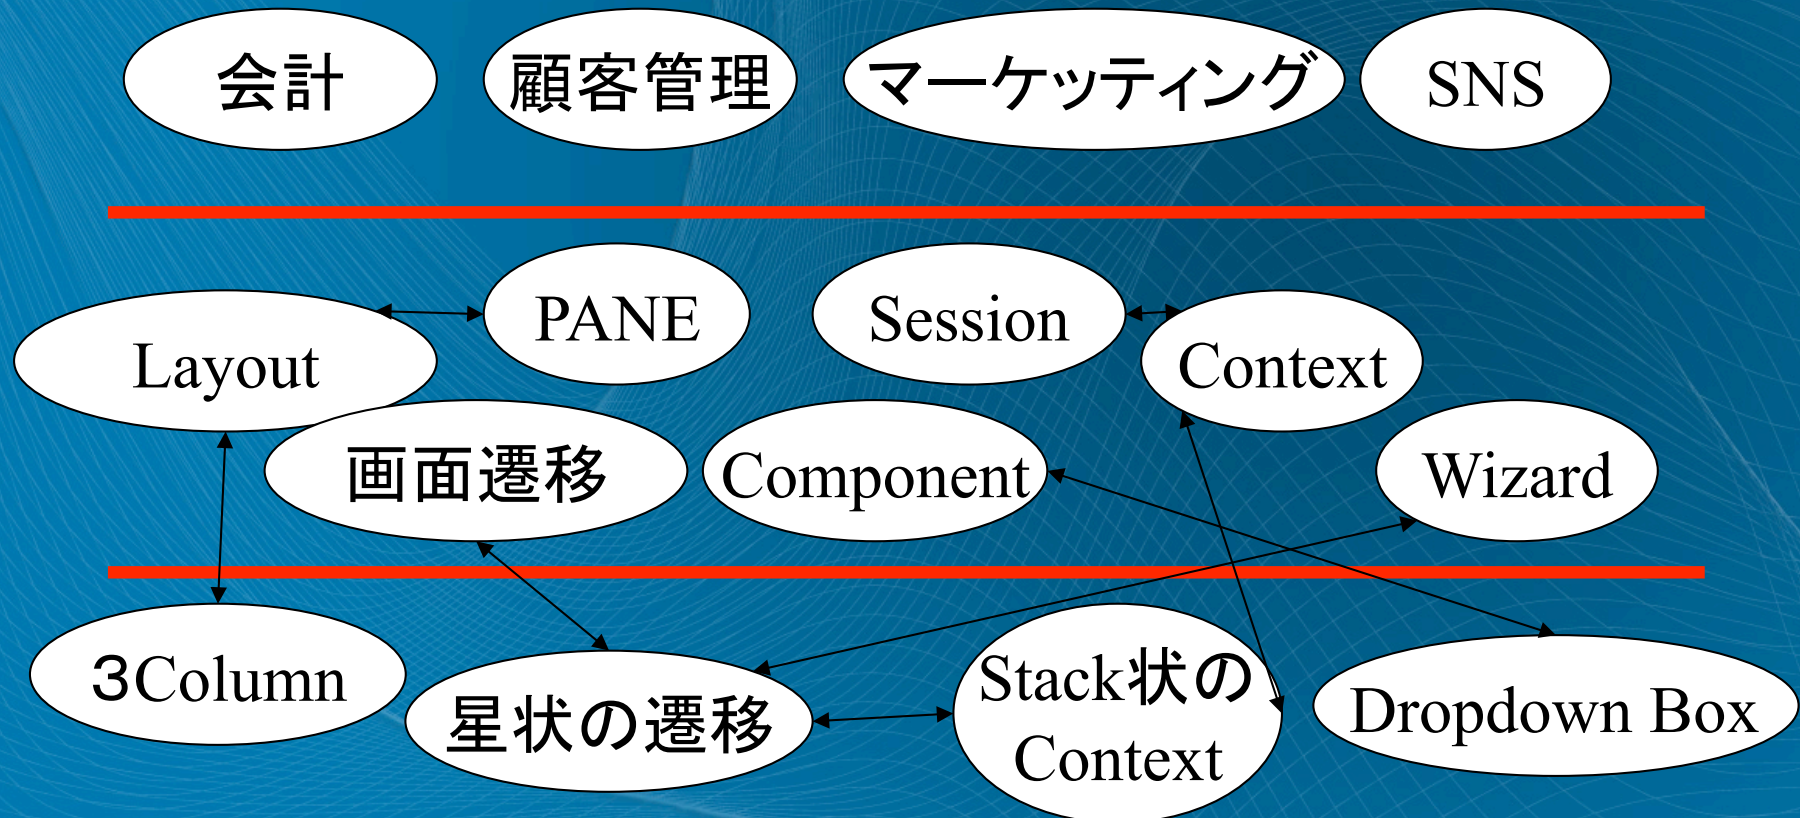 会計
顧客管理
マーケッティング
SNS
PANE
Session
Layout
Context
画面遷移
Component
Wizard
３Column
星状の遷移
Stack状の
Context
Dropdown Box